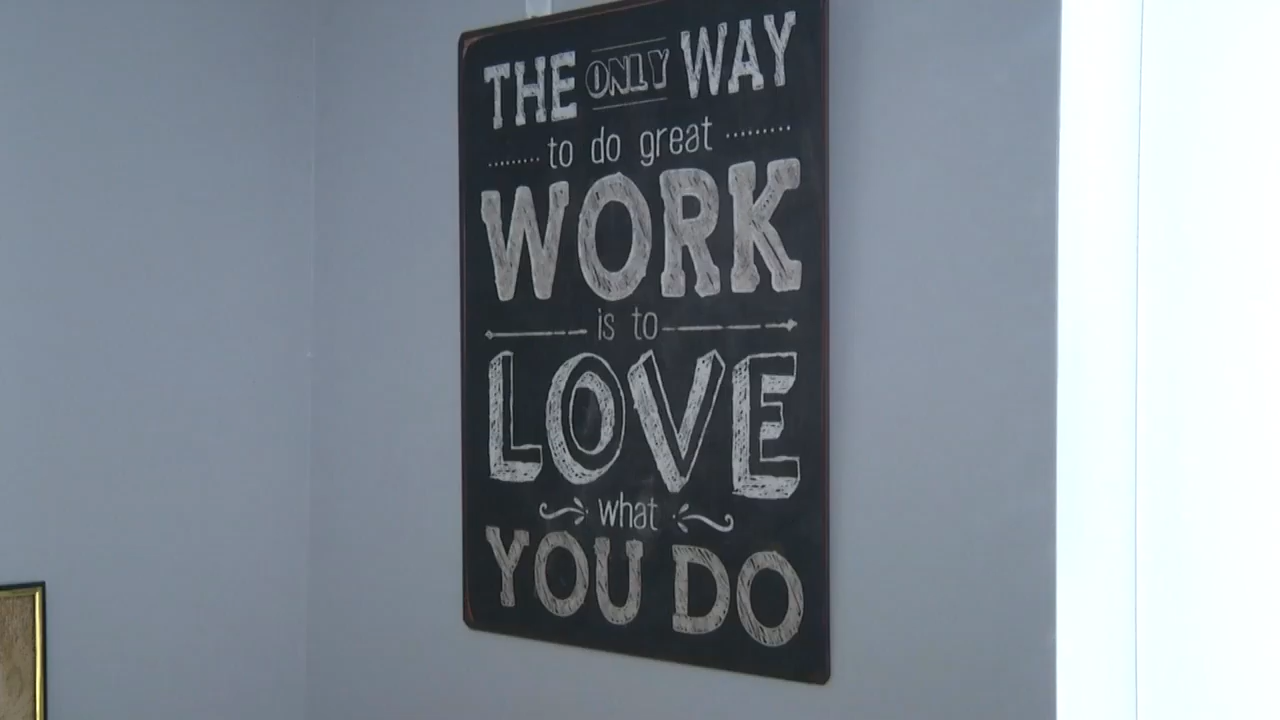 THE ONLY WAY
to do great
WORK
is to
LOVE
what
YOU DO